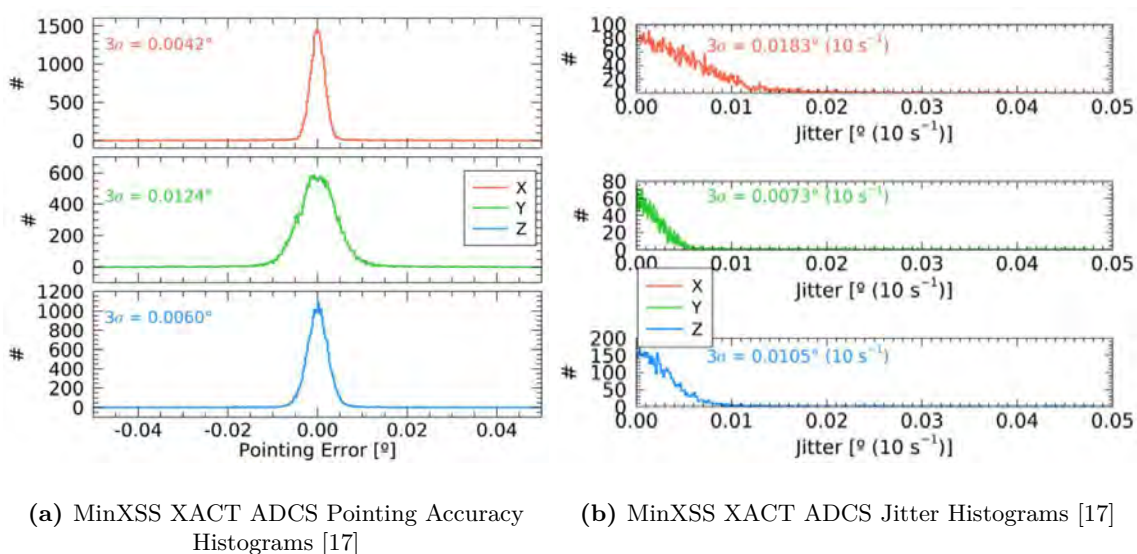 1500
1000
500
0
#
3σ = 0.0042°
600
400
200
0
#
3σ = 0.0124°
X
Y
Z
1200
1000
800
600
400
200
0
#
3σ = 0.0060°
-0.04 -0.02 0.00 0.02 0.04
Pointing Error [º]
100
80
60
40
20
0
#
3σ = 0.0183° (10 s⁻¹)
0.00 0.01 0.02 0.03 0.04 0.05
Jitter [º (10 s⁻¹)]
80
60
40
20
0
#
3σ = 0.0073° (10 s⁻¹)
0.00 0.01 0.02 0.03 0.04 0.05
Jitter [º (10 s⁻¹)]
X
Y
Z
200
150
100
50
0
#
3σ = 0.0105° (10 s⁻¹)
0.00 0.01 0.02 0.03 0.04 0.05
Jitter [º (10 s⁻¹)]
(a) MinXSS XACT ADCS Pointing Accuracy
Histograms [17]
(b) MinXSS XACT ADCS Jitter Histograms [17]